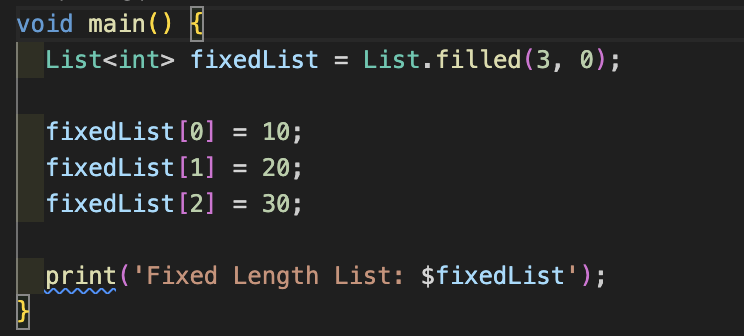 void main() {
  List<int> fixedList = List.filled(3, 0);

  fixedList[0] = 10;
  fixedList[1] = 20;
  fixedList[2] = 30;

  print('Fixed Length List: $fixedList');
}